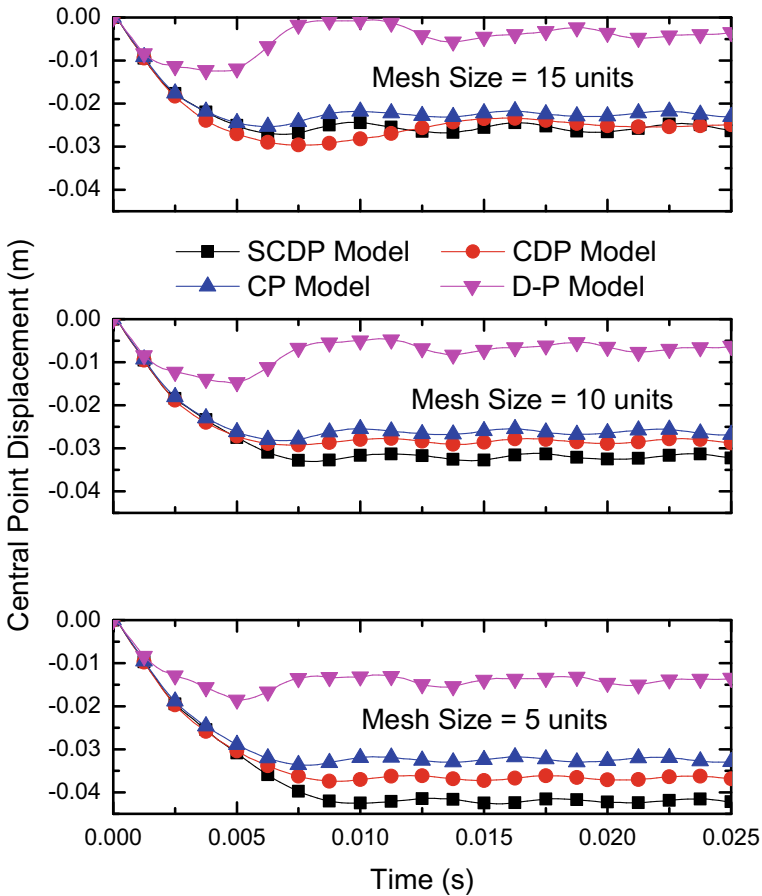 0.00
-0.01
-0.02
-0.03
-0.04
Mesh Size = 15 units
SCDP Model
CDP Model
CP Model
D-P Model
0.00
-0.01
-0.02
-0.03
-0.04
Mesh Size = 10 units
Central Point Displacement (m)
0.00
-0.01
-0.02
-0.03
-0.04
Mesh Size = 5 units
0.000
0.005
0.010
0.015
0.020
0.025
Time (s)